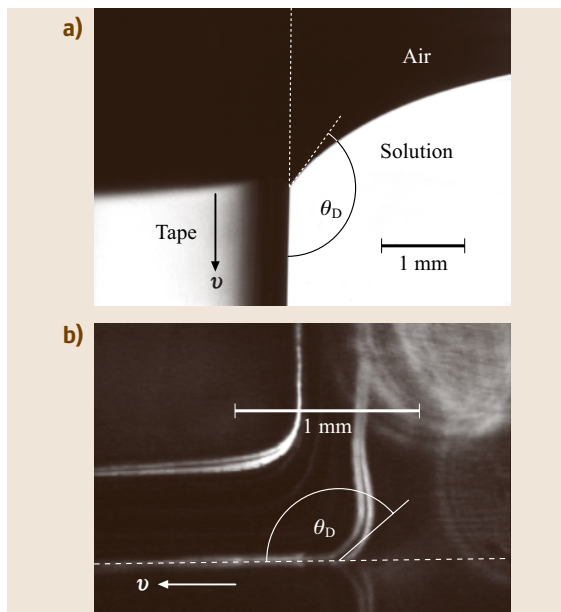 a)
Air
Solution
θD
Tape
υ
1 mm
b)
1 mm
θD
υ